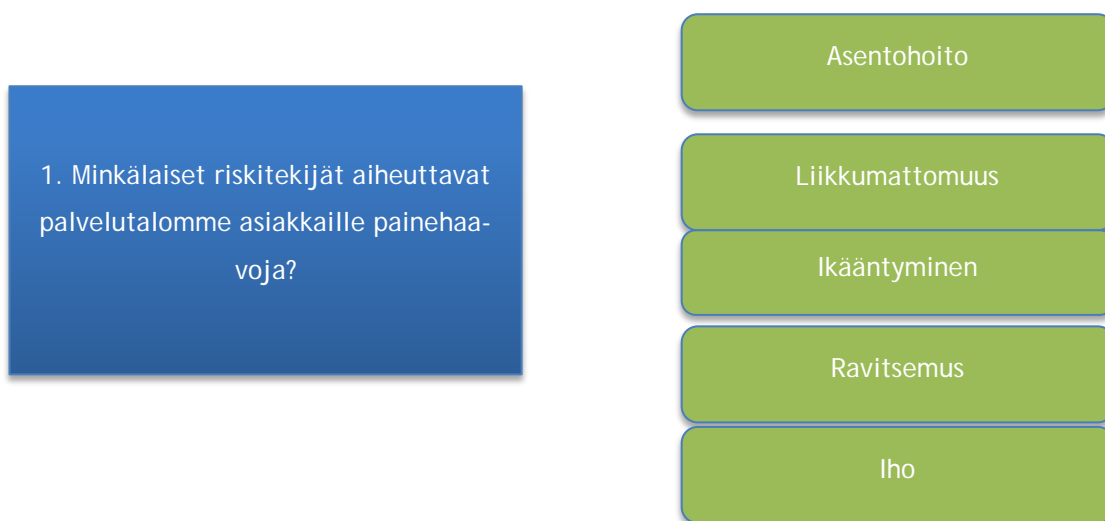 1. Minkälaiset riskitekijät aiheuttavat
palvelutalomme asiakkaille painehaa-
voja?
Asentohoito
Liikkumattomuus
Ikääntyminen
Ravitsemus
Iho